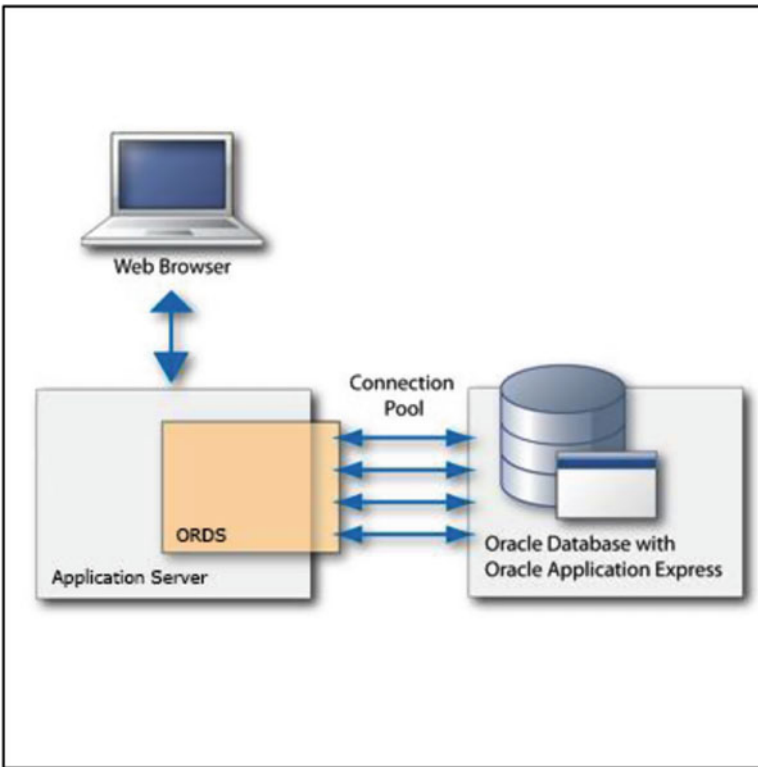 Web Browser
Connection
Pool
ORDS
Application Server
Oracle Database with
Oracle Application Express